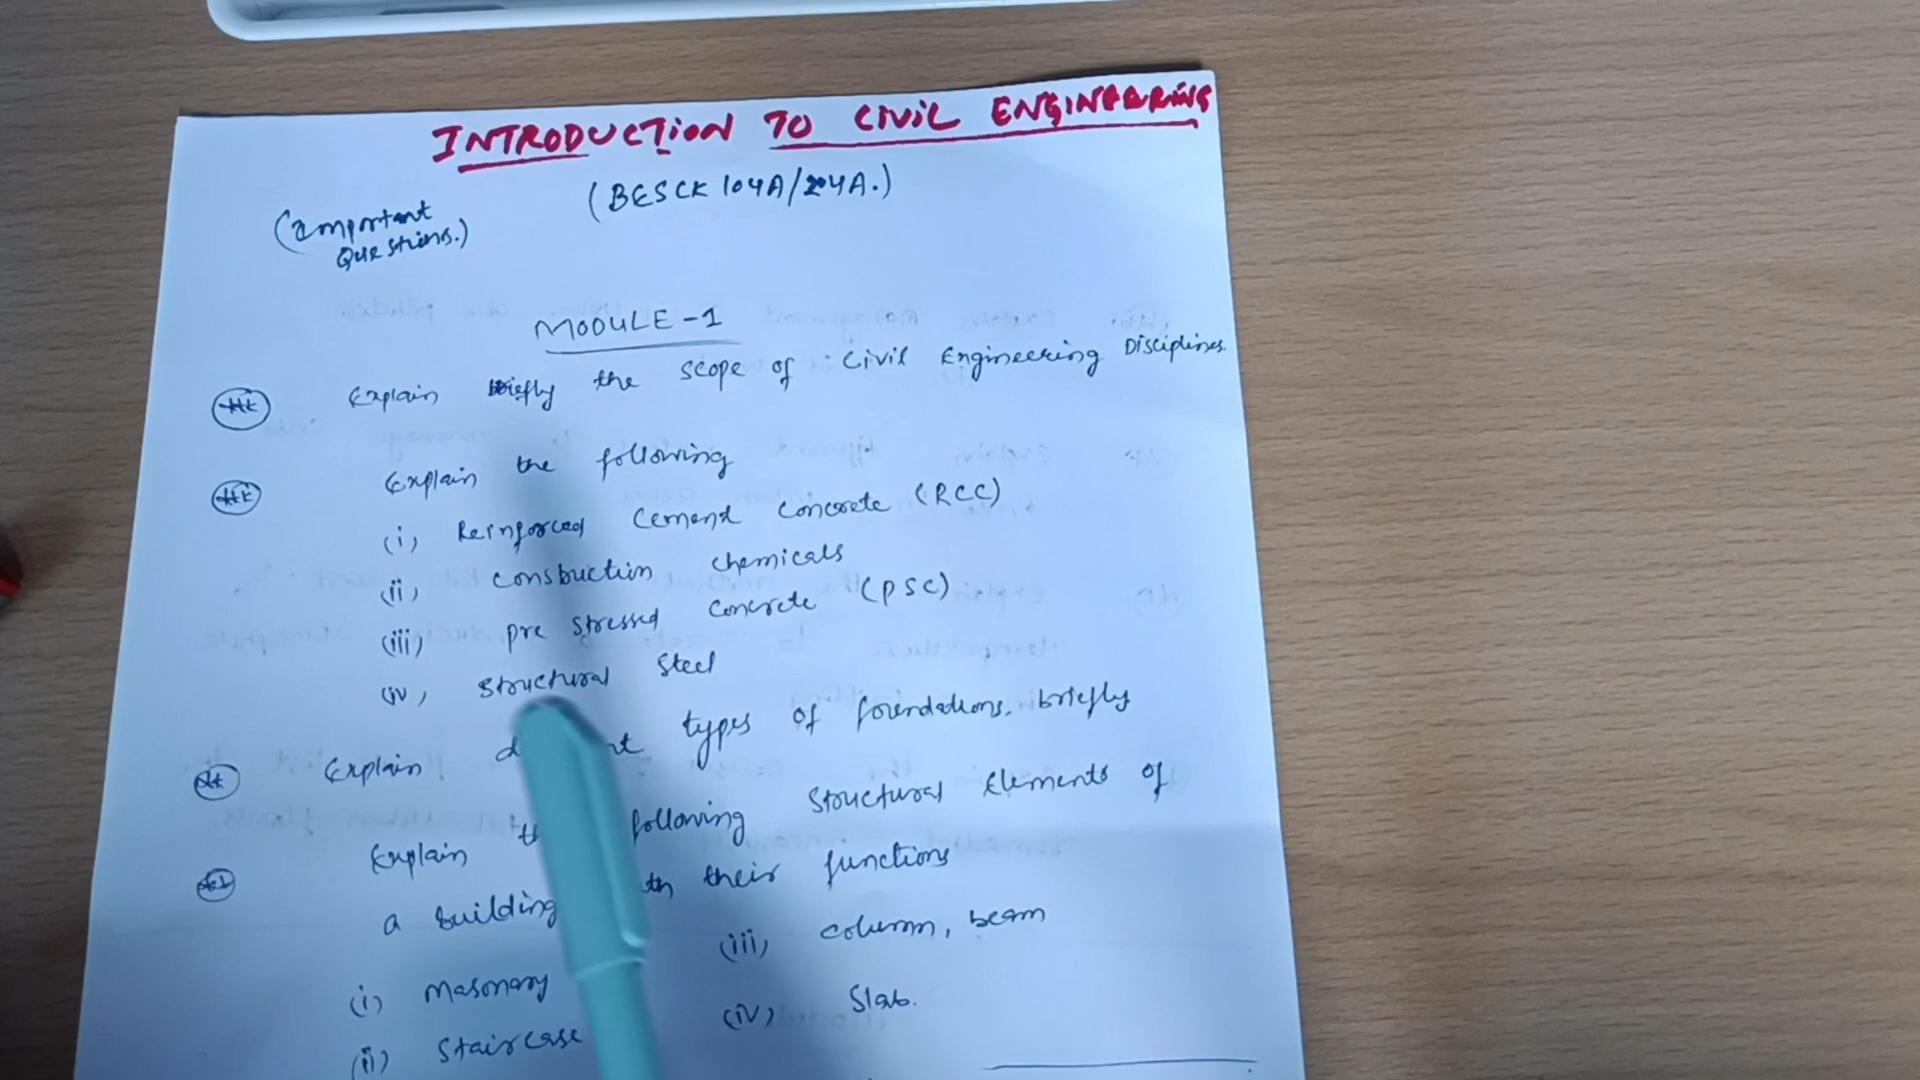 INTRODUCTION TO CIVIL ENGINEERING
(BESCK 104A/204A.)
(Important
Questions.)
MODULE-1
Explain briefly the scope of Civil Engineering Disciplines.
Explain the following
(i) Reinforced Cement Concrete (RCC)
(ii) Construction chemicals
(iii) Pre stressed Concrete (PSC)
(iv) Structural Steel
Explain types of foundations. briefly
Explain following Structural Elements of
a building their functions
(i) Masonary (iii) column, beam
(ii) Staircase (iv) Slab.